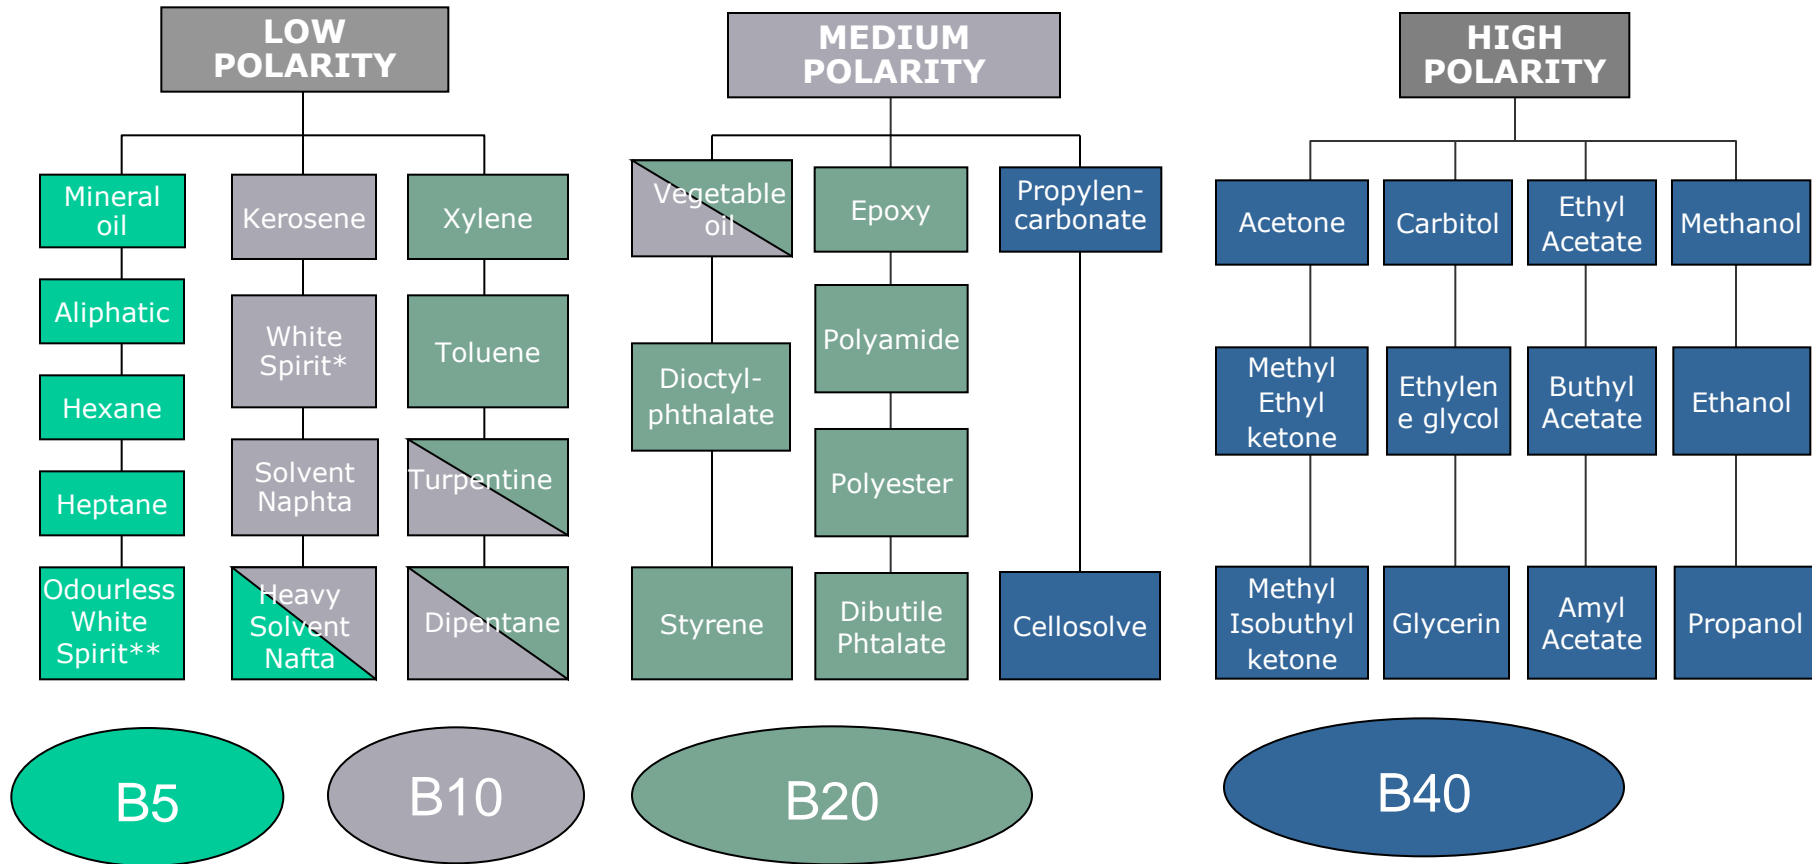 LOW
POLARITY
Mineral
oil
Aliphatic
Hexane
Heptane
Odourless
White
Spirit**
Kerosene
White
Spirit*
Solvent
Naphta
Heavy
Solvent
Nafta
Xylene
Toluene
Turpentine
Dipentane
MEDIUM
POLARITY
Vegetable
oil
Dioctyl-
phthalate
Styrene
Epoxy
Polyamide
Polyester
Dibutile
Phtalate
Propylen-
carbonate
Cellosolve
HIGH
POLARITY
Acetone
Methyl
Ethyl
ketone
Methyl
Isobuthyl
ketone
Carbitol
Ethylen
e glycol
Glycerin
Ethyl
Acetate
Buthyl
Acetate
Amyl
Acetate
Methanol
Ethanol
Propanol
B5
B10
B20
B40